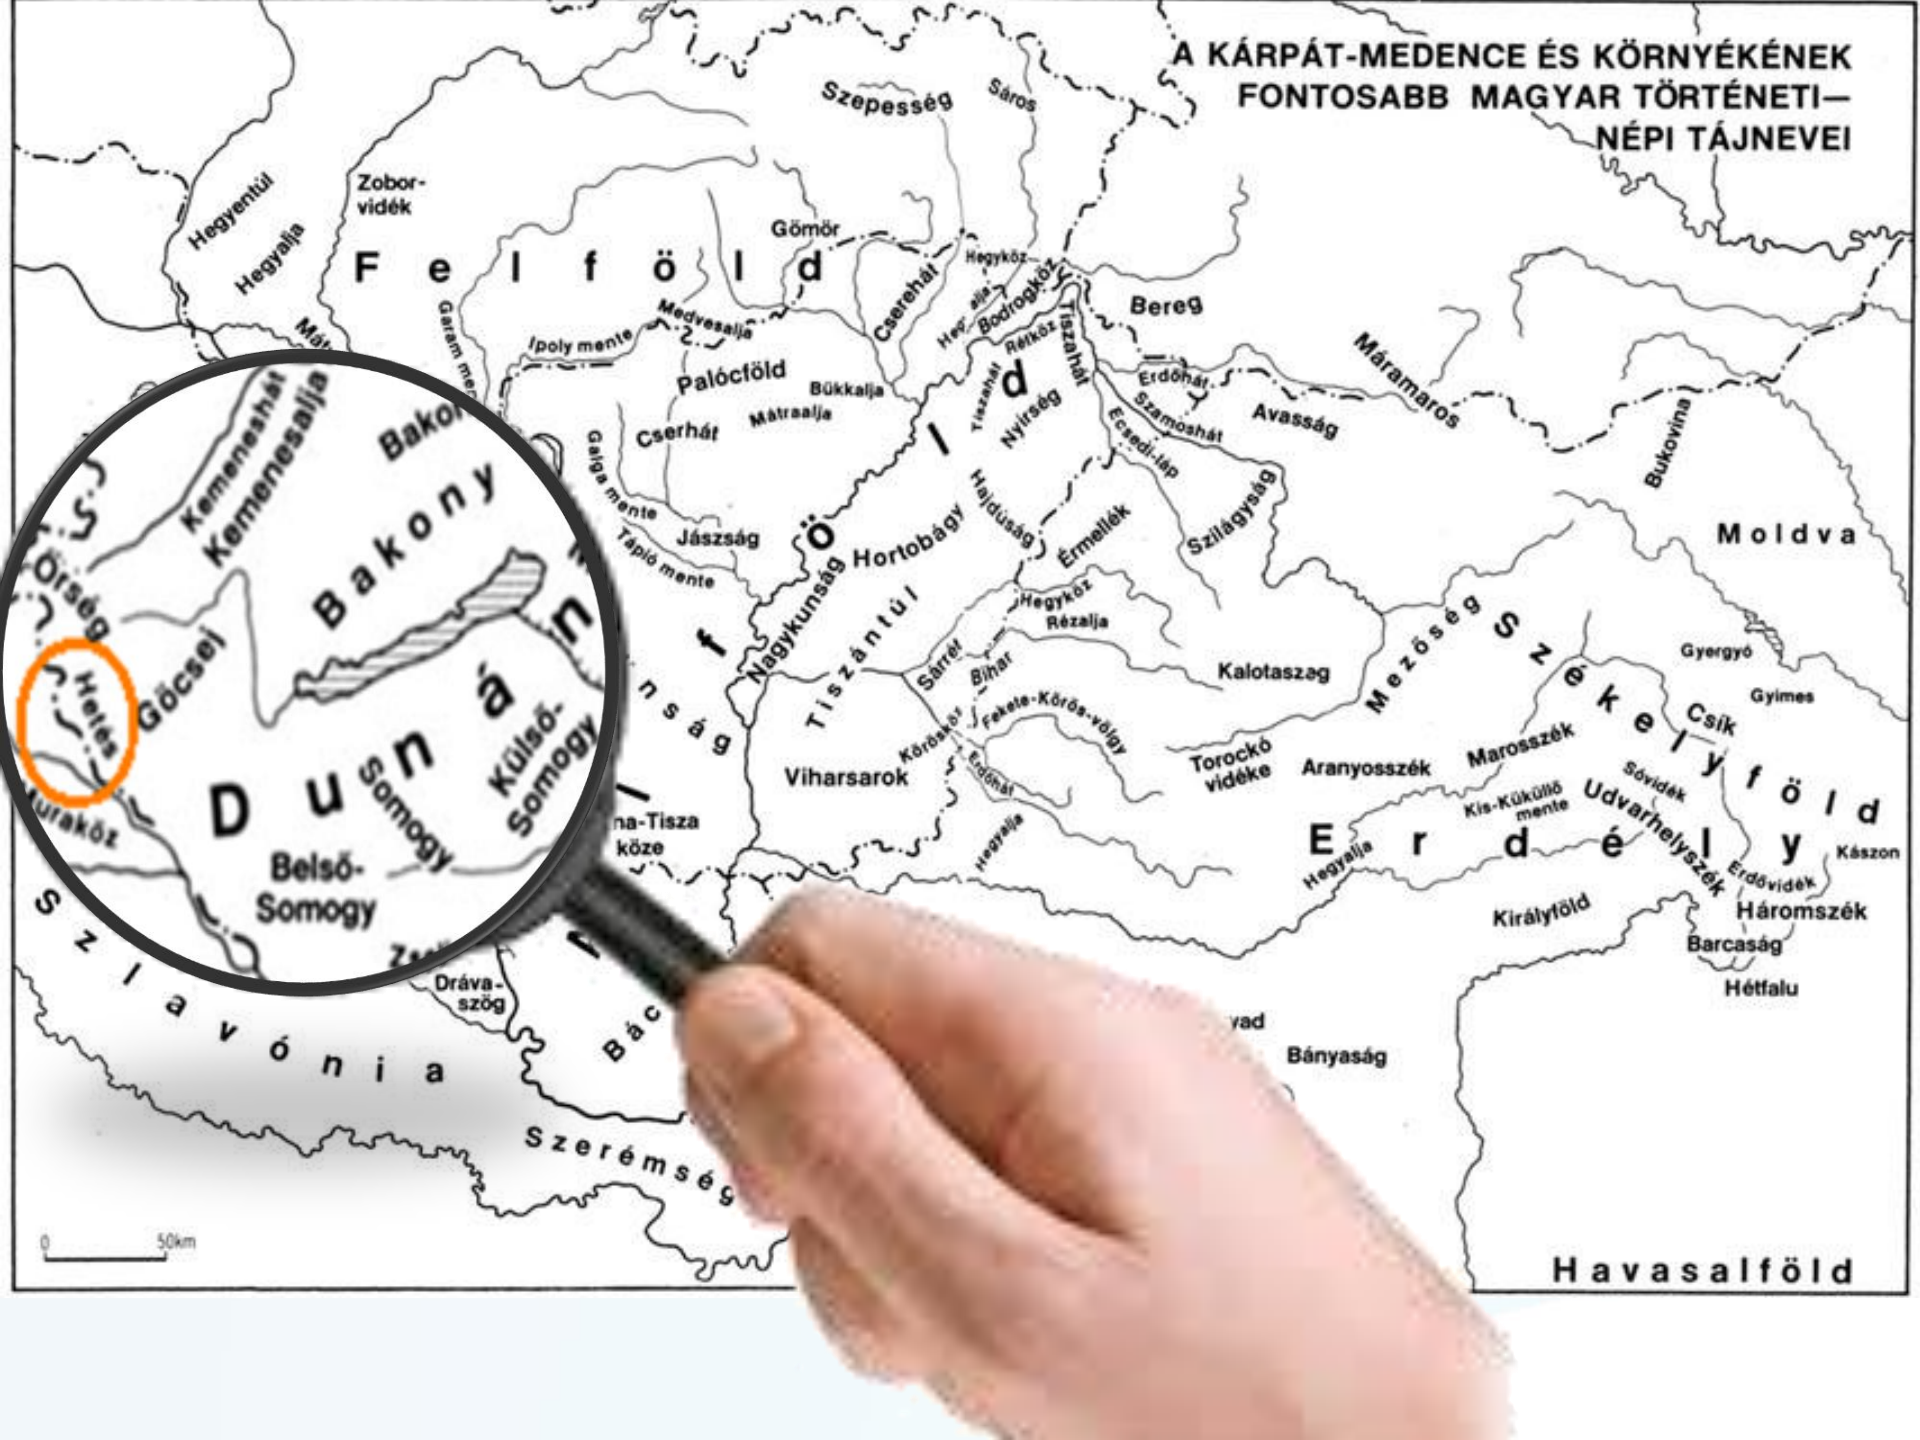 A KÁRPÁT-MEDENCE ÉS KÖRNYÉKÉNEK
FONTOSABB MAGYAR TÖRTÉNETI—
NÉPI TÁJNEVEI
Szepesség
Sáros
Hegyentúl
Hegyalja
Zobor-
vidék
Gömör
Felföld
Hegyköz
Cserehát
Bodrogköz
Rétköz
Tiszahát
Bereg
Garam
Ipoly mente
Medvesalja
Palócföld
Bükkalja
Mátraalja
Cserhát
Tiszahát
Nyírség
Erdőhát
Szamoshát
Ecsedi-láp
Avasság
Máramaros
Bukovina
Galga mente
Tápió mente
Jászság
Hortobágy
Hajdúság
Érmellék
Szilágyság
Moldva
Nagykunság
Tiszántúl
Hegyköz
Rézalja
Sárrét
Bihar
Kalotaszeg
Mezőség
Székelyföld
Gyergyó
Gyimes
Csík
Fekete-Körös-völgy
Körösköz
Erdőhát
Viharsarok
Torockó
vidéke
Aranyosszék
Marosszék
Sóvidék
Kis-Küküllő
mente
Udvarhelyszék
Erdély
Hegyalja
Hegyalja
Kászon
Erdővidék
Háromszék
Királyföld
Barcaság
Hétfalu
Bányaság
Havasalföld
Kemeneshát
Kemenesalja
Bakony
Őrség
Hetés
Göcsej
Duná
Somogy
Külső-
Somogy
Belső-
Somogy
nság
na-Tisza
köze
Dráva-
szög
Szlavónia
Szerémség
0 50km